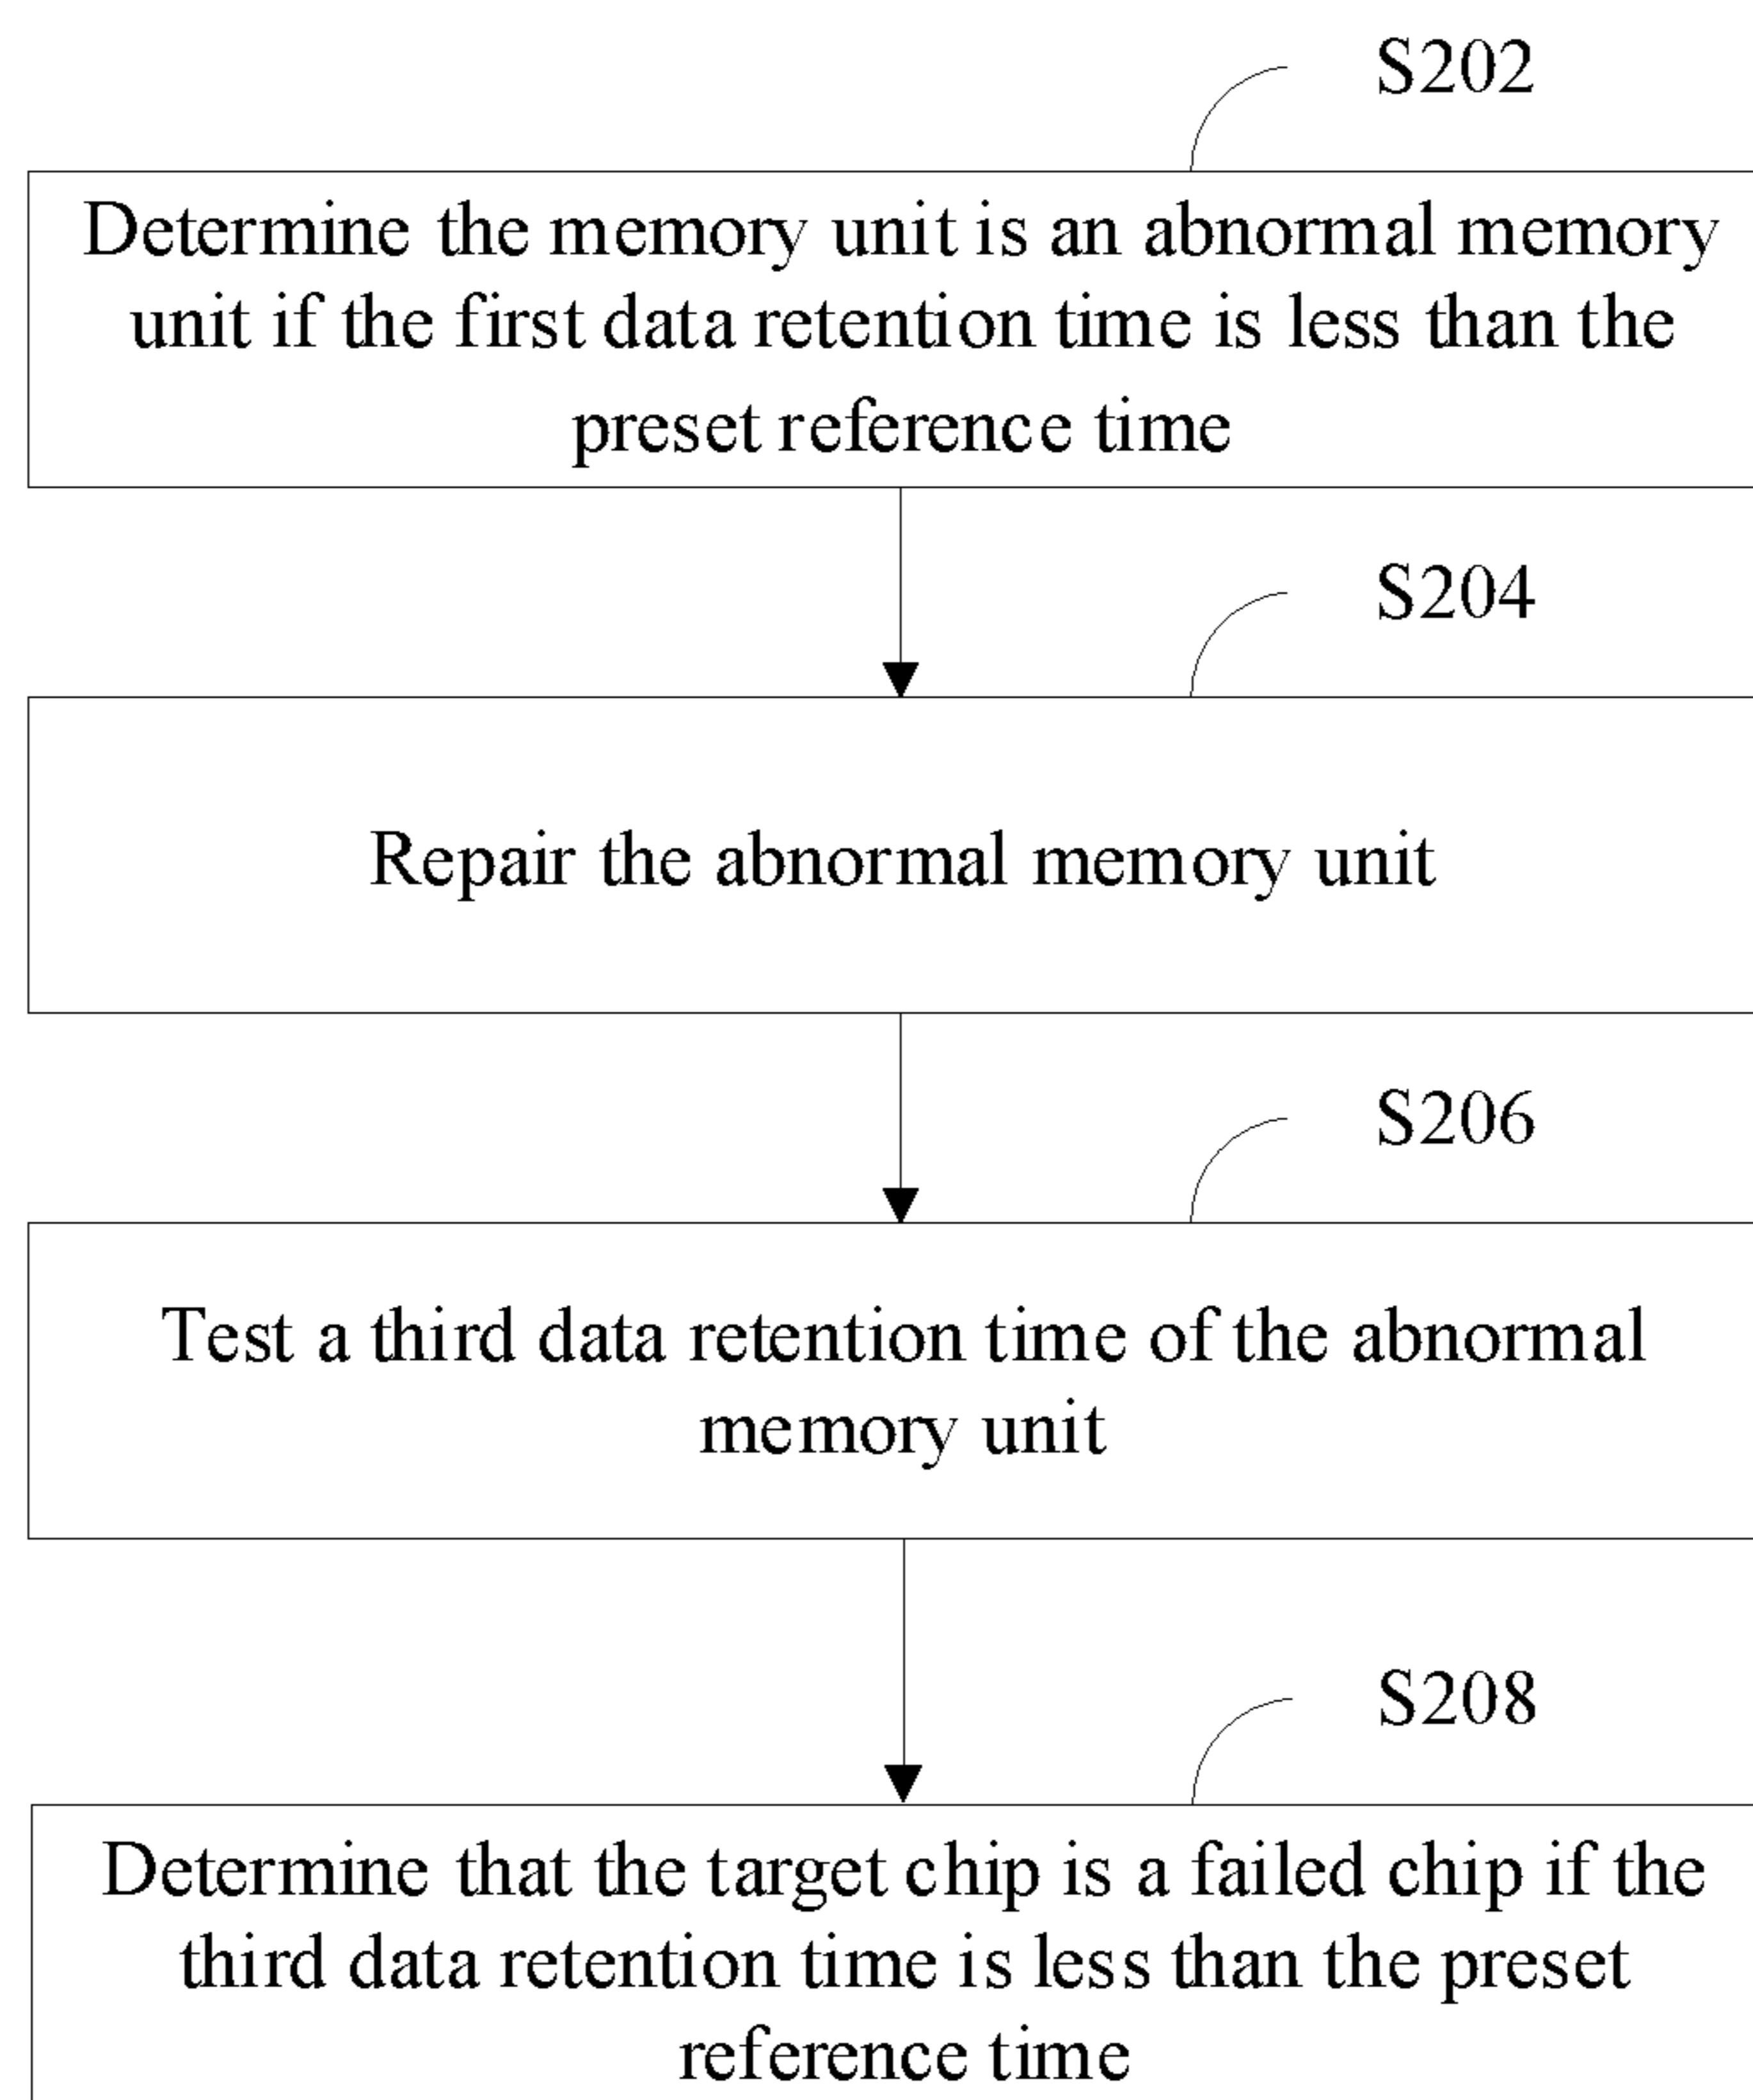 S202
Determine the memory unit is an abnormal memory
unit if the first data retention time is less than the
preset reference time
S204
Repair the abnormal memory unit
S206
Test a third data retention time of the abnormal
memory unit
S208
Determine that the target chip is a failed chip if the
third data retention time is less than the preset
reference time